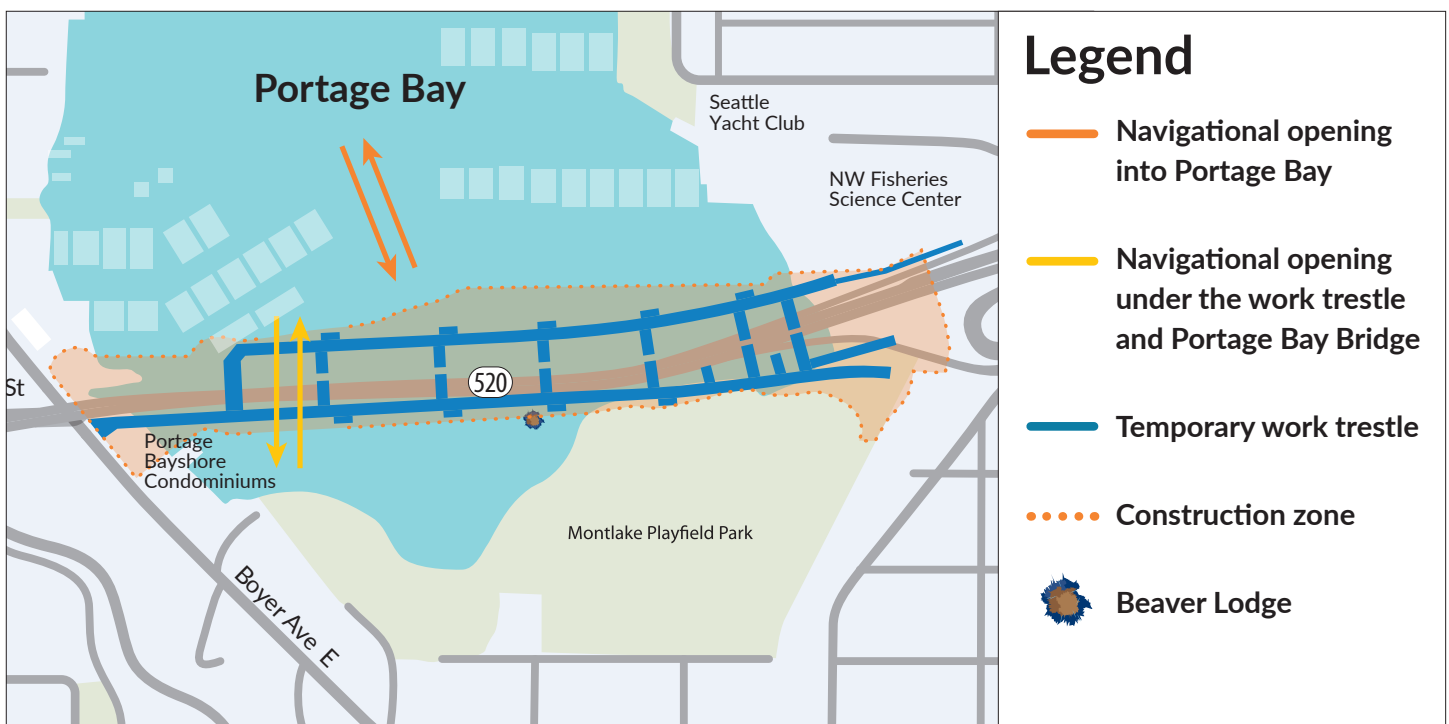 Portage Bay
Seattle
Yacht Club
NW Fisheries
Science Center
St
520
Portage
Bayshore
Condominiums
Montlake Playfield Park
Boyer Ave E
Legend
Navigational opening
into Portage Bay
Navigational opening
under the work trestle
and Portage Bay Bridge
Temporary work trestle
Construction zone
Beaver Lodge